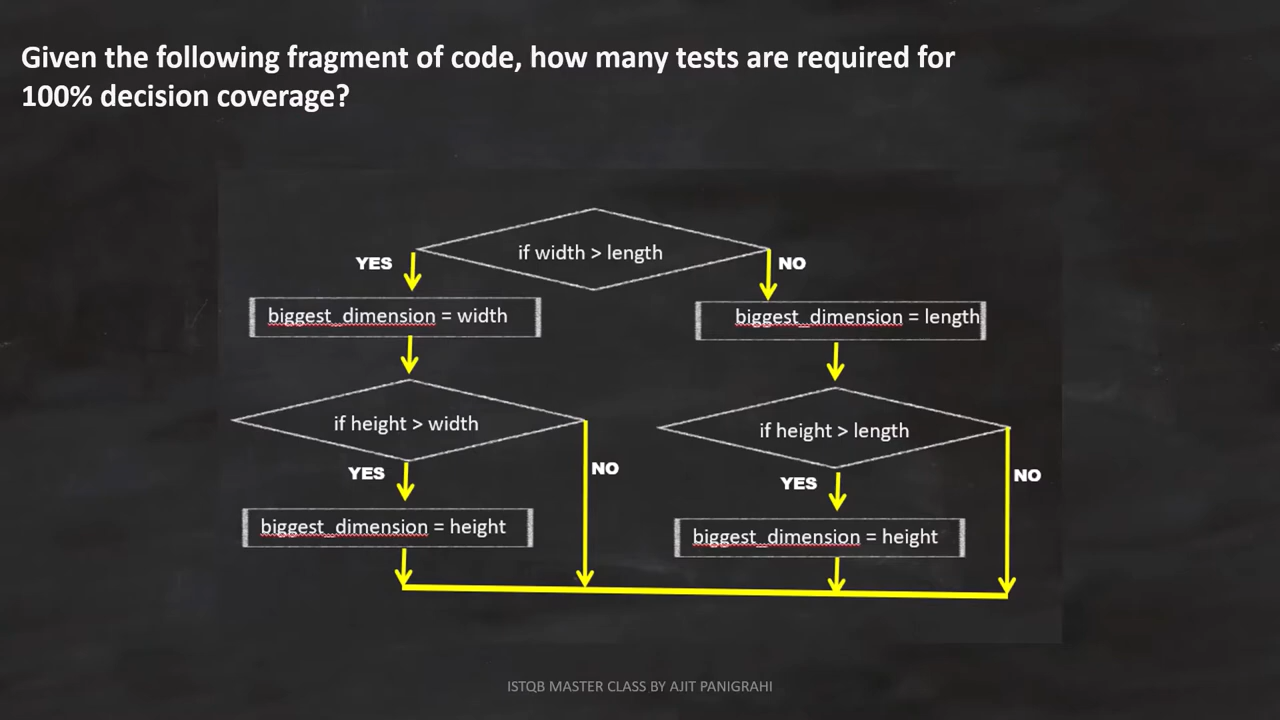 Given the following fragment of code, how many tests are required for
100% decision coverage?
if width > length
YES
NO
biggest_dimension = width
biggest_dimension = length
if height > width
if height > length
YES
NO
YES
NO
biggest_dimension = height
biggest_dimension = height
ISTQB MASTER CLASS BY AJIT PANIGRAHI